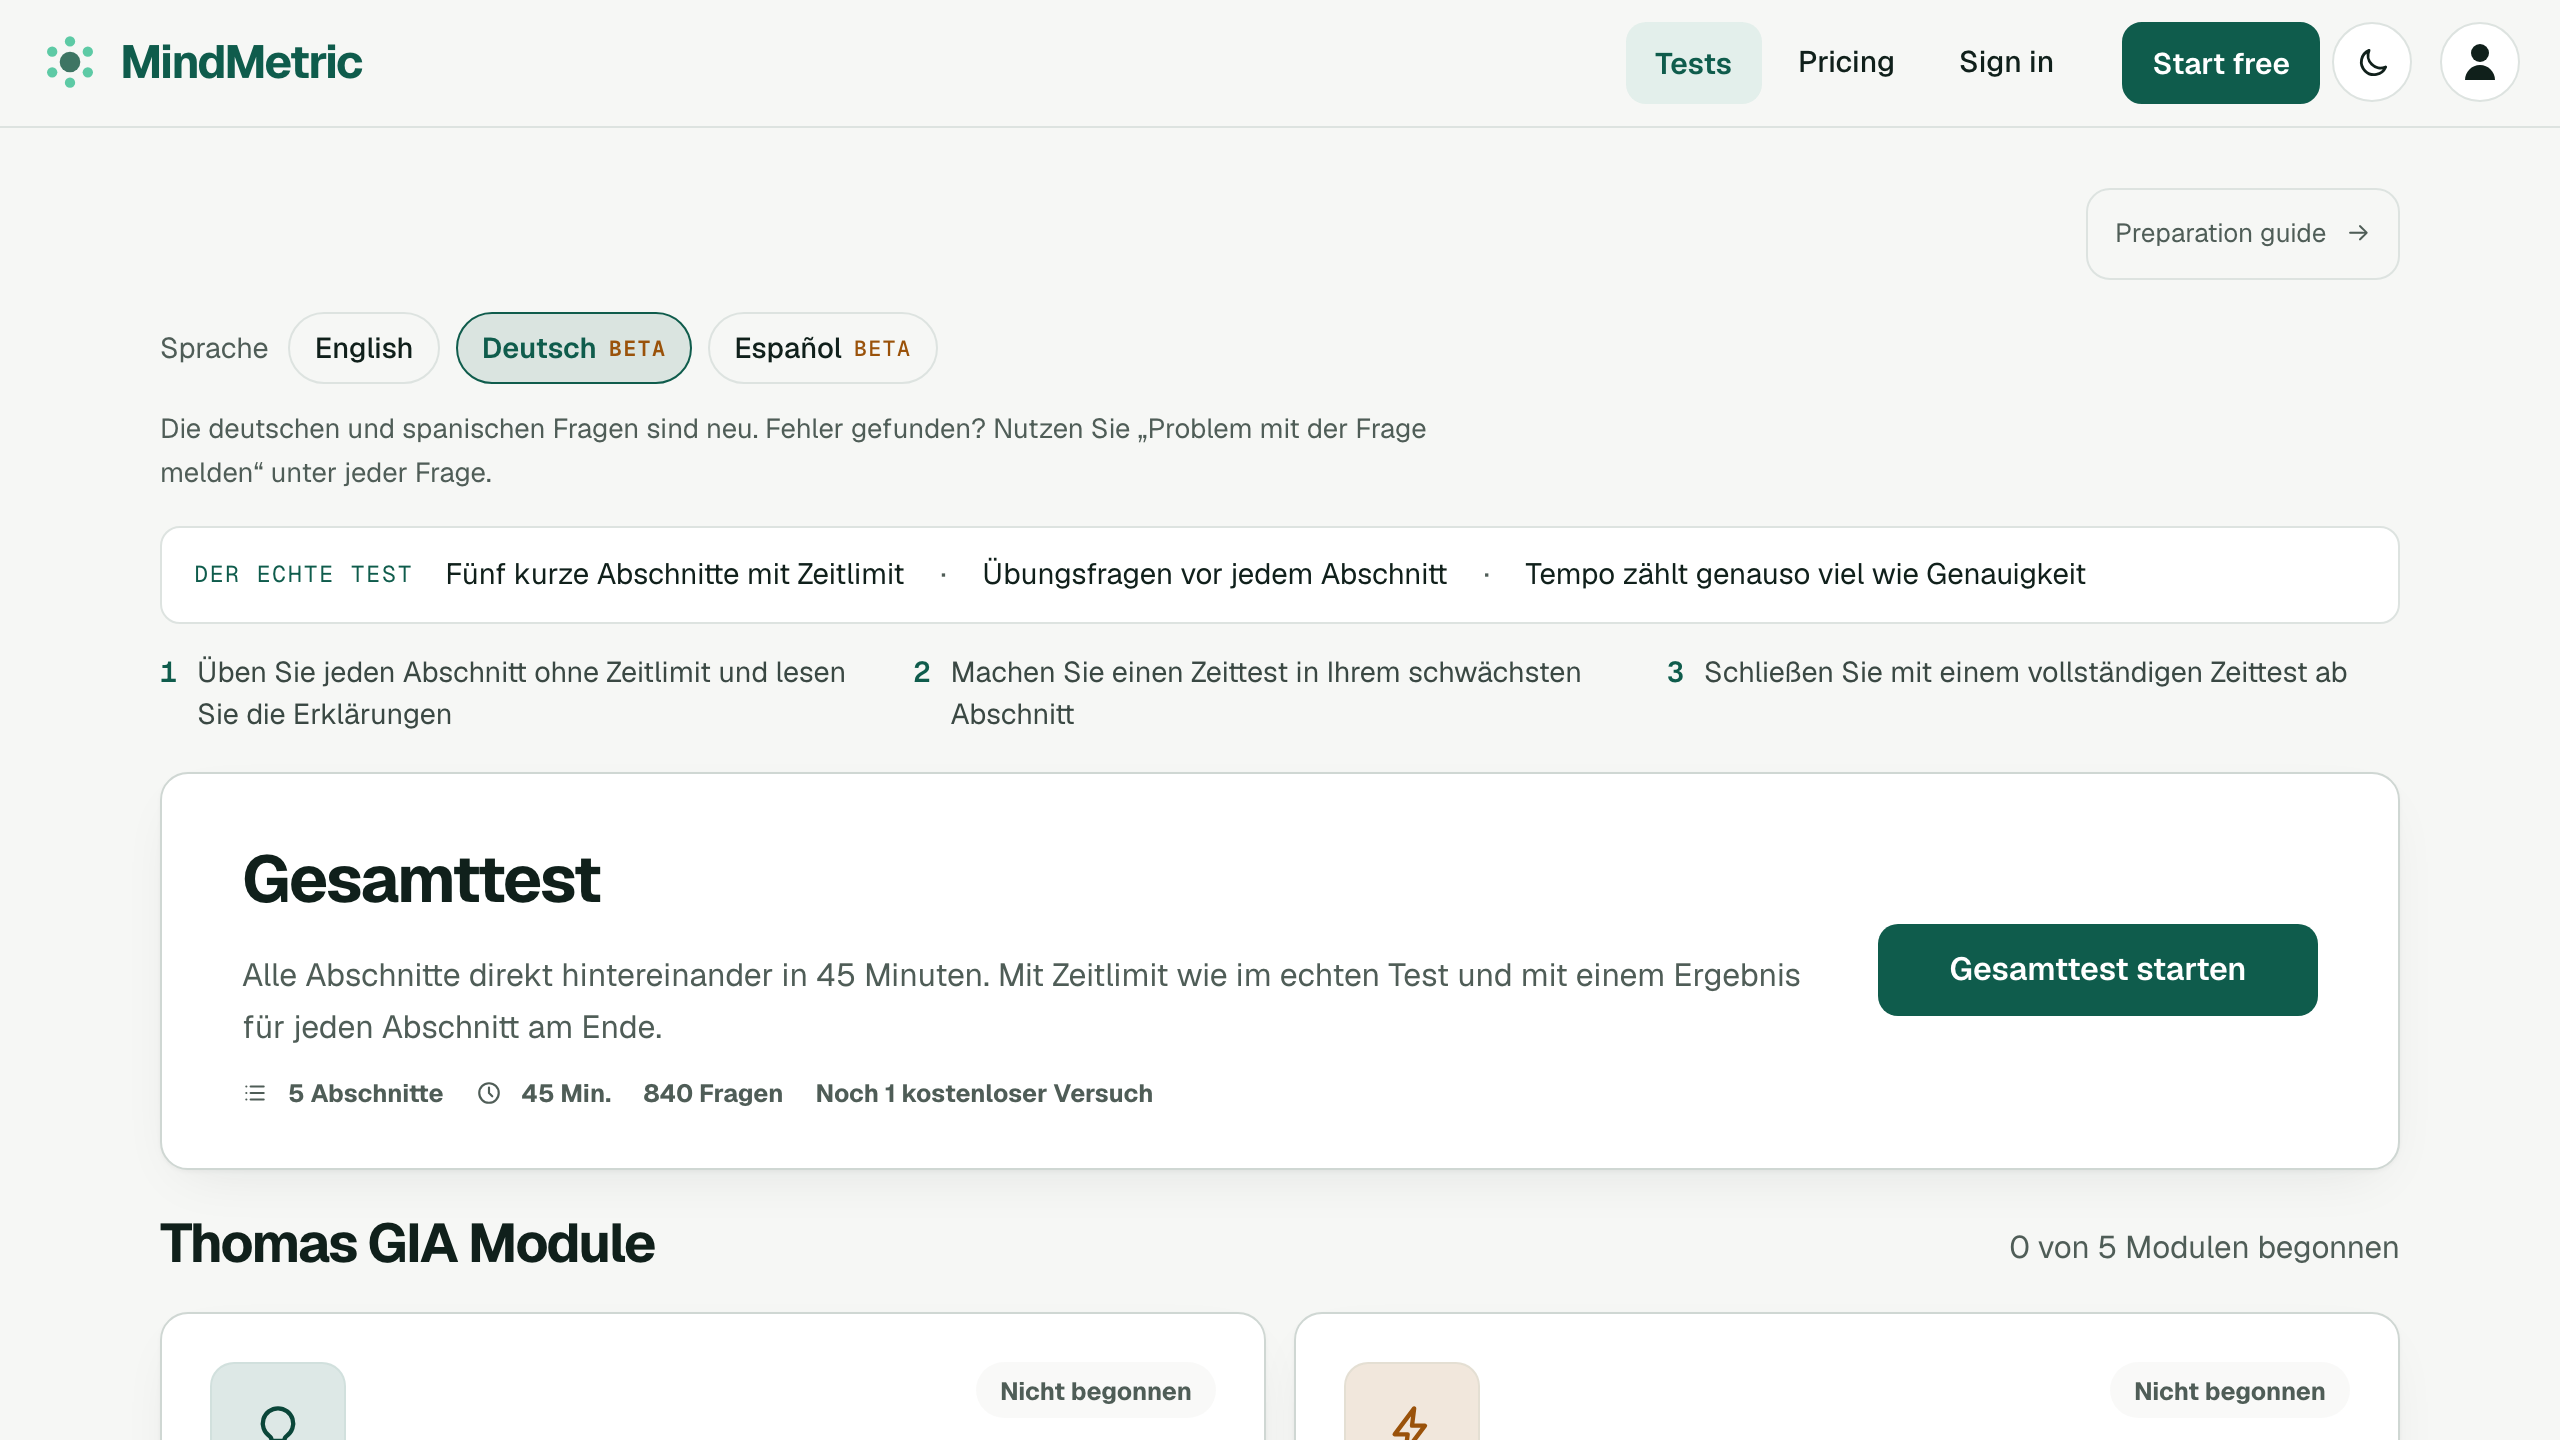 MindMetric
Tests
Pricing
Sign in
Start free
Preparation guide →
Sprache
English
Deutsch BETA
Español BETA
Die deutschen und spanischen Fragen sind neu. Fehler gefunden? Nutzen Sie „Problem mit der Frage
melden“ unter jeder Frage.
DER ECHTE TEST Fünf kurze Abschnitte mit Zeitlimit · Übungsfragen vor jedem Abschnitt · Tempo zählt genauso viel wie Genauigkeit
1 Üben Sie jeden Abschnitt ohne Zeitlimit und lesen
Sie die Erklärungen
2 Machen Sie einen Zeittest in Ihrem schwächsten
Abschnitt
3 Schließen Sie mit einem vollständigen Zeittest ab
Gesamttest
Alle Abschnitte direkt hintereinander in 45 Minuten. Mit Zeitlimit wie im echten Test und mit einem Ergebnis
für jeden Abschnitt am Ende.
5 Abschnitte 45 Min. 840 Fragen Noch 1 kostenloser Versuch
Gesamttest starten
Thomas GIA Module
0 von 5 Modulen begonnen
Nicht begonnen
Nicht begonnen